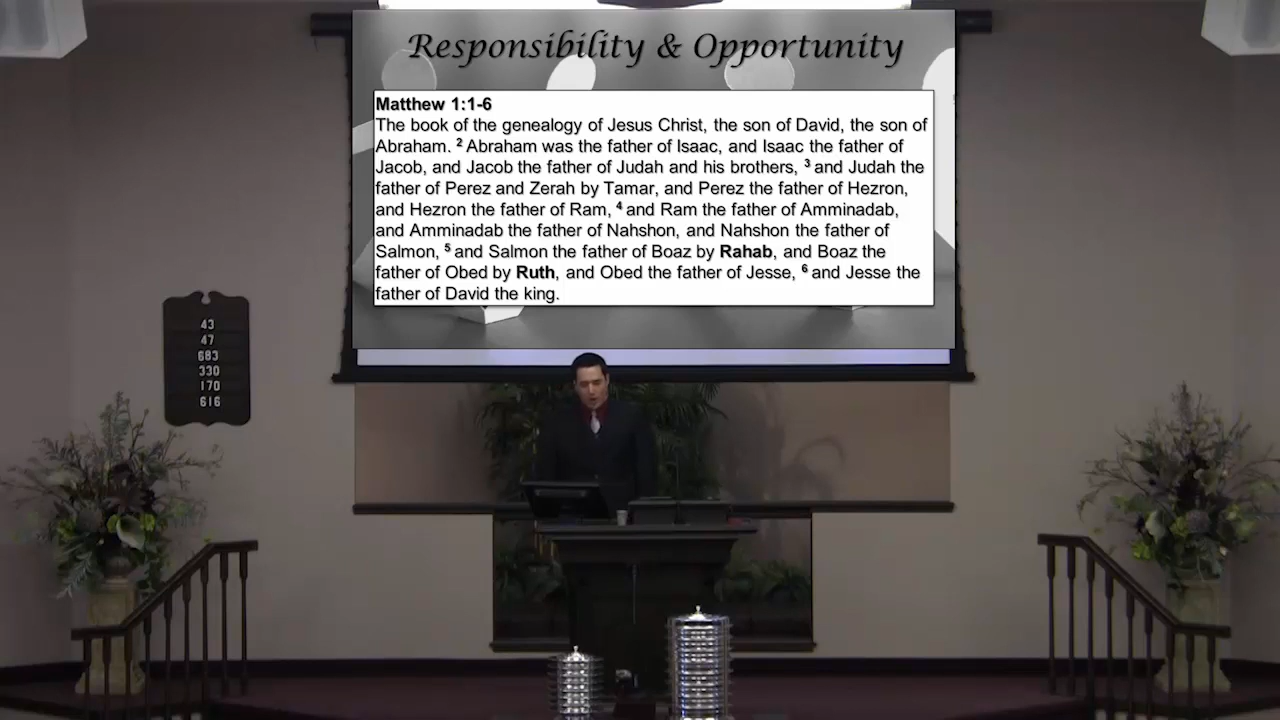 Responsibility & Opportunity
Matthew 1:1-6
The book of the genealogy of Jesus Christ, the son of David, the son of
Abraham. 2 Abraham was the father of Isaac, and Isaac the father of
Jacob, and Jacob the father of Judah and his brothers, 3 and Judah the
father of Perez and Zerah by Tamar, and Perez the father of Hezron,
and Hezron the father of Ram, 4 and Ram the father of Amminadab,
and Amminadab the father of Nahshon, and Nahshon the father of
Salmon, 5 and Salmon the father of Boaz by Rahab, and Boaz the
father of Obed by Ruth, and Obed the father of Jesse, 6 and Jesse the
father of David the king.
43
47
683
330
170
616